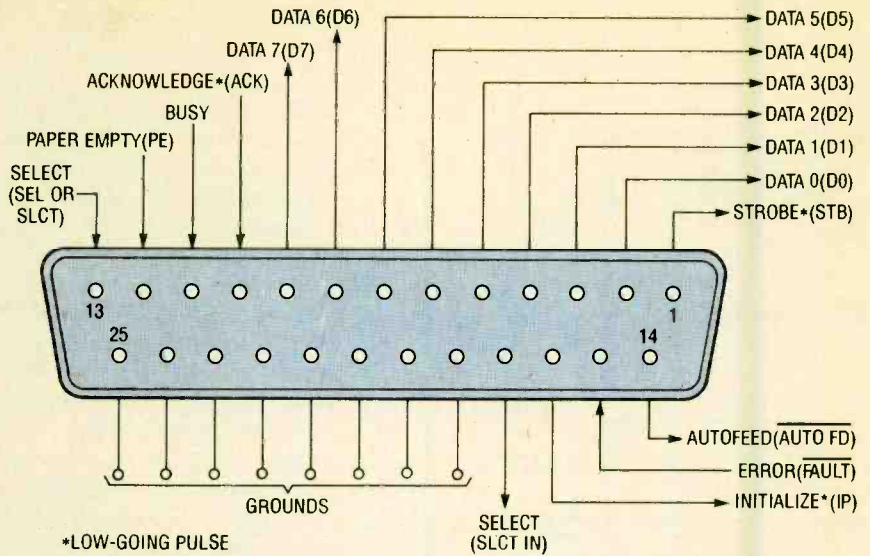 DATA 6(D6)
DATA 5(D5)
DATA 7(D7)
DATA 4(D4)
ACKNOWLEDGE*(ACK)
DATA 3(D3)
BUSY
DATA 2(D2)
PAPER EMPTY(PE)
DATA 1(D1)
SELECT
(SEL OR
SLCT)
DATA 0(D0)
STROBE*(STB)
13
1
25
14
AUTOFEED(AUTO FD)
ERROR(FAULT)
INITIALIZE*(IP)
GROUNDS
SELECT
(SLCT IN)
*LOW-GOING PULSE